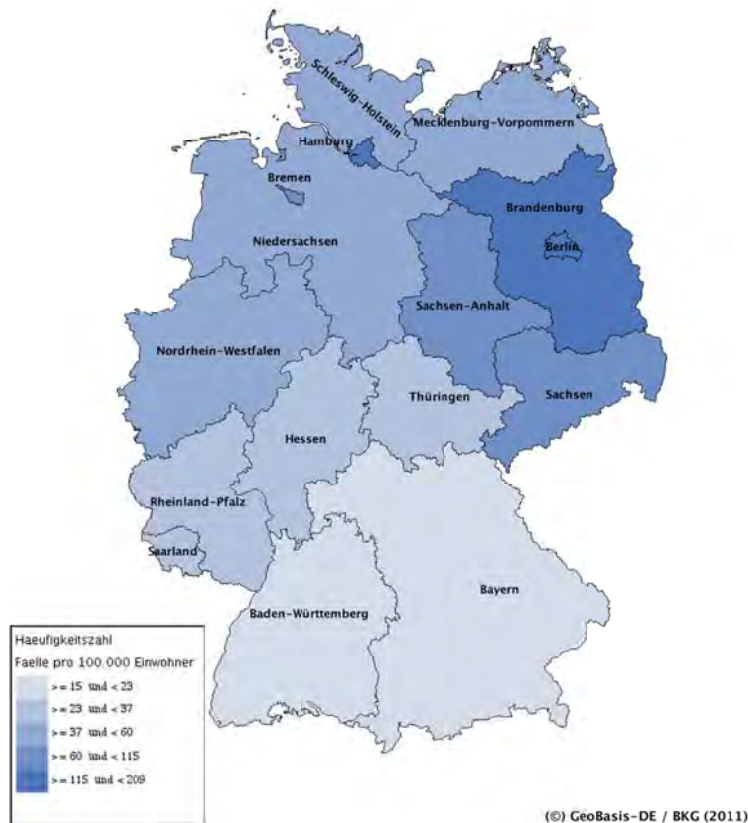 Schleswig-Holstein
Mecklenburg-Vorpommern
Hamburg
Bremen
Brandenburg
Berlin
Niedersachsen
Sachsen-Anhalt
Nordrhein-Westfalen
Thüringen
Sachsen
Hessen
Rheinland-Pfalz
Saarland
Bayern
Baden-Württemberg
Haeufigkeitszahl
Faelle pro 100.000 Einwohner
>= 15 und < 23
>= 23 und < 37
>= 37 und < 60
>= 60 und < 115
>= 115 und < 209
(©) GeoBasis-DE / BKG (2011)